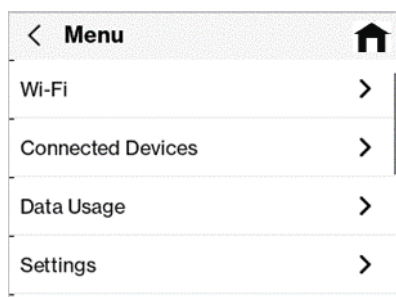 Menu
Wi-Fi
Connected Devices
Data Usage
Settings